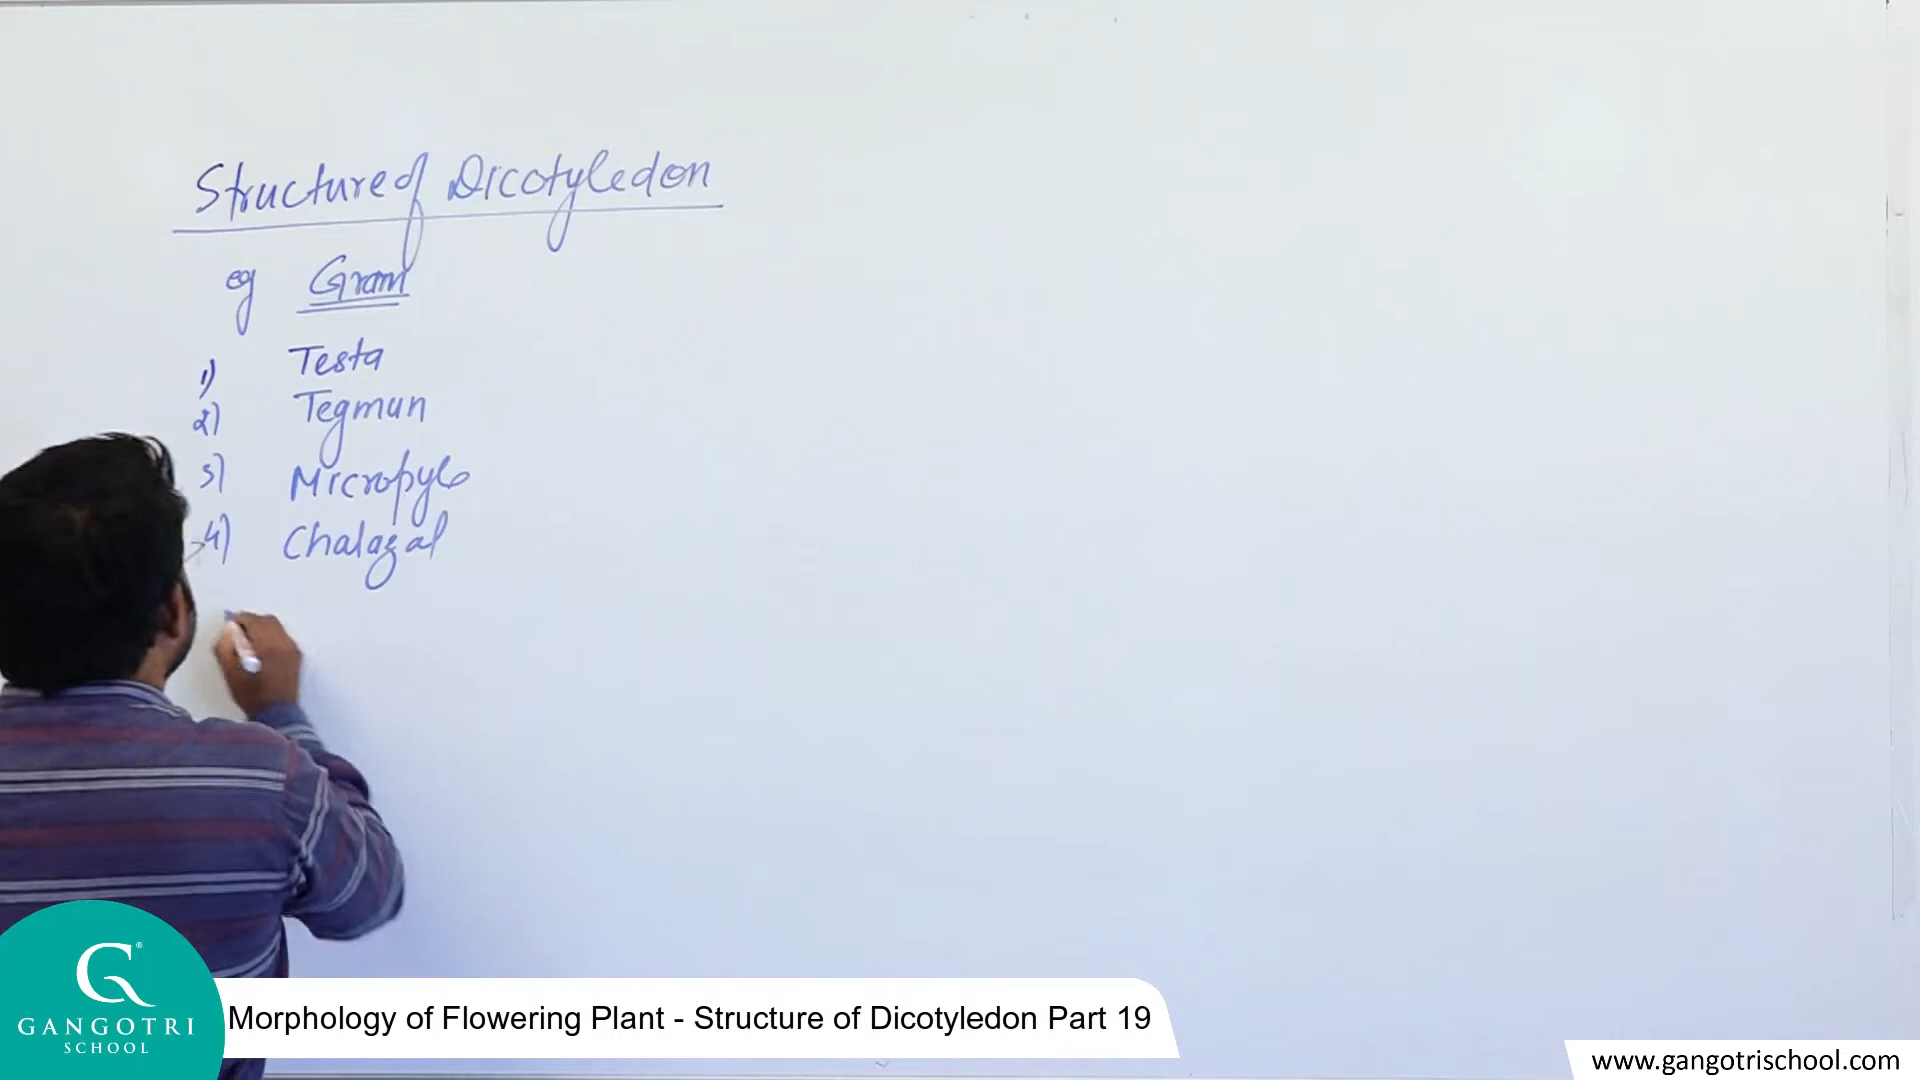 Structure of Dicotyledon
eg Gram
1) Testa
2) Tegmun
3) Micropyle
4) Chalazal
G®
GANGOTRI
SCHOOL
Morphology of Flowering Plant - Structure of Dicotyledon Part 19
www.gangotrischool.com